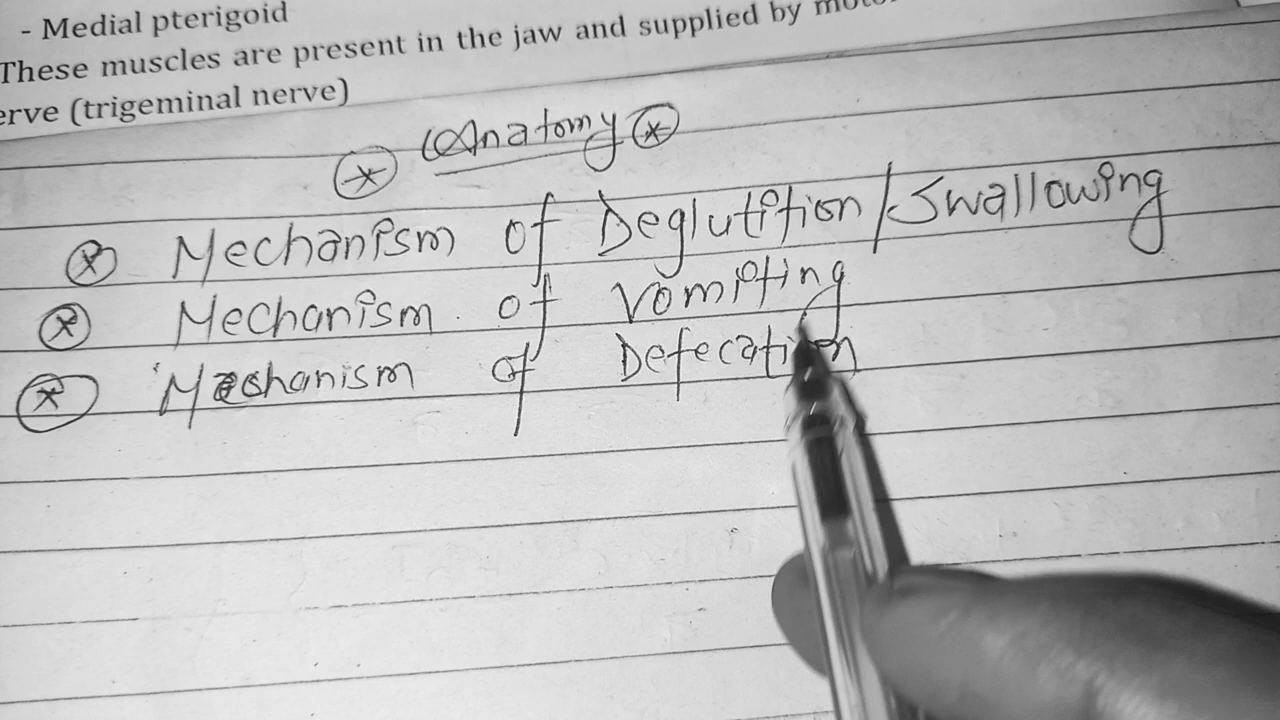 - Medial pterigoid
These muscles are present in the jaw and supplied by
erve (trigeminal nerve)
Anatomy
Mechanism of Deglutition/Swallowing
Mechanism of Vomiting
Mechanism of Defecation